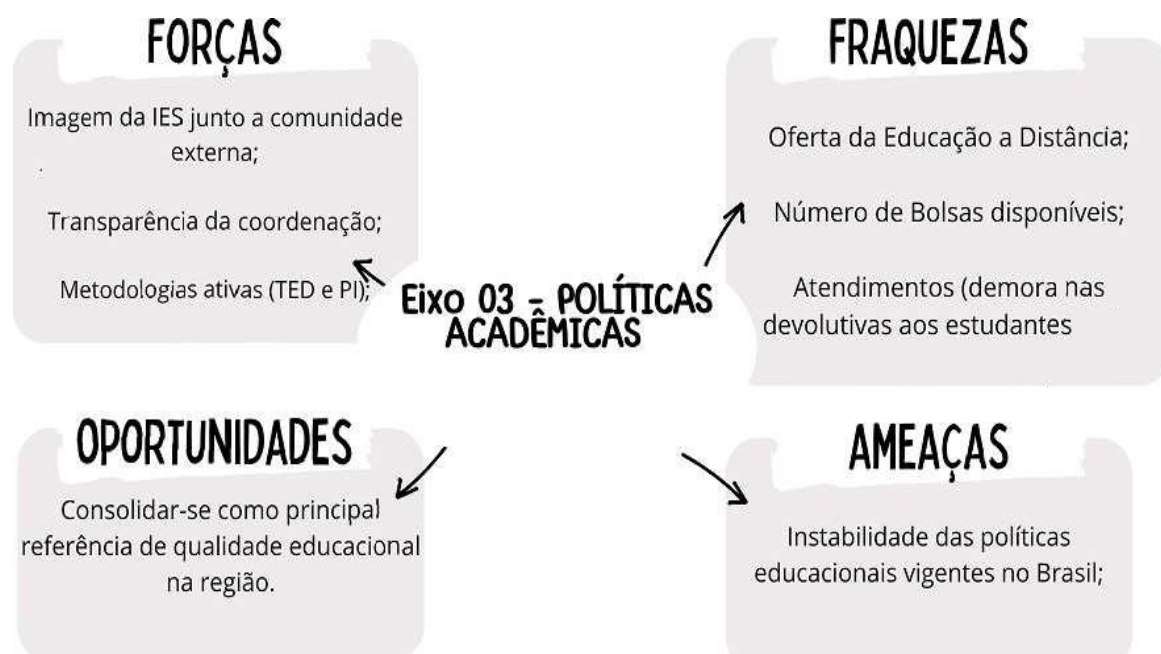 FORÇAS
Imagem da IES junto a comunidade
externa;
Transparência da coordenação;
Metodologias ativas (TED e PI);
FRAQUEZAS
Oferta da Educação a Distância;
Número de Bolsas disponíveis;
Atendimentos (demora nas
devolutivas aos estudantes
Eixo 03 - POLÍTICAS
ACADÊMICAS
OPORTUNIDADES
Consolidar-se como principal
referência de qualidade educacional
na região.
AMEAÇAS
Instabilidade das políticas
educacionais vigentes no Brasil;